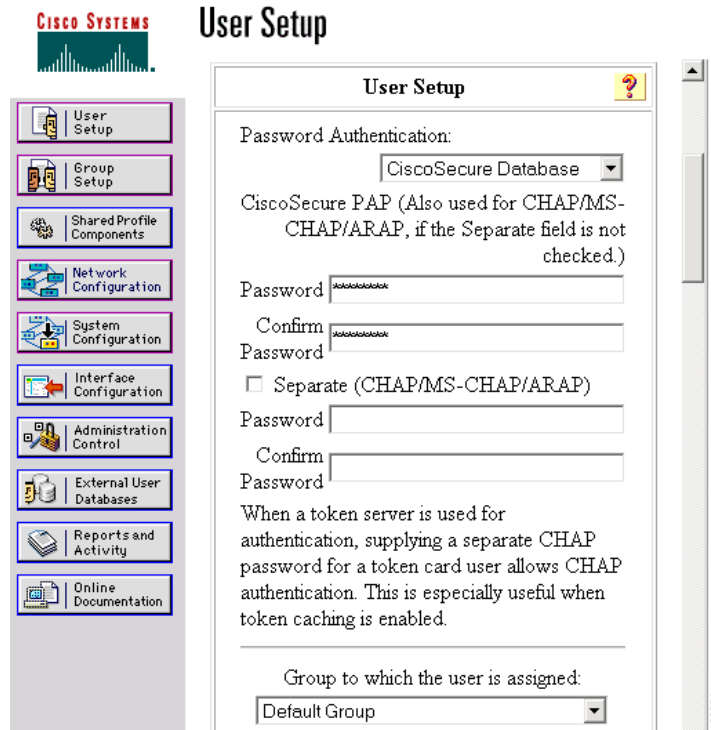 CISCO SYSTEMS
User Setup
User
Setup
Group
Setup
Shared Profile
Components
Network
Configuration
System
Configuration
Interface
Configuration
Administration
Control
External User
Databases
Reports and
Activity
Online
Documentation
User Setup
?
Password Authentication:
CiscoSecure Database
CiscoSecure PAP (Also used for CHAP/MS-
CHAP/ARAP, if the Separate field is not
checked.)
Password *********
Confirm
Password *********
Separate (CHAP/MS-CHAP/ARAP)
Password
Confirm
Password
When a token server is used for
authentication, supplying a separate CHAP
password for a token card user allows CHAP
authentication. This is especially useful when
token caching is enabled.
Group to which the user is assigned:
Default Group